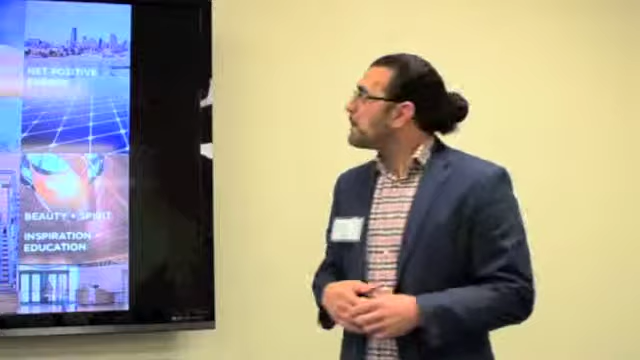 NET POSITIVE
ENERGY
BEAUTY + SPIRIT
INSPIRATION +
EDUCATION